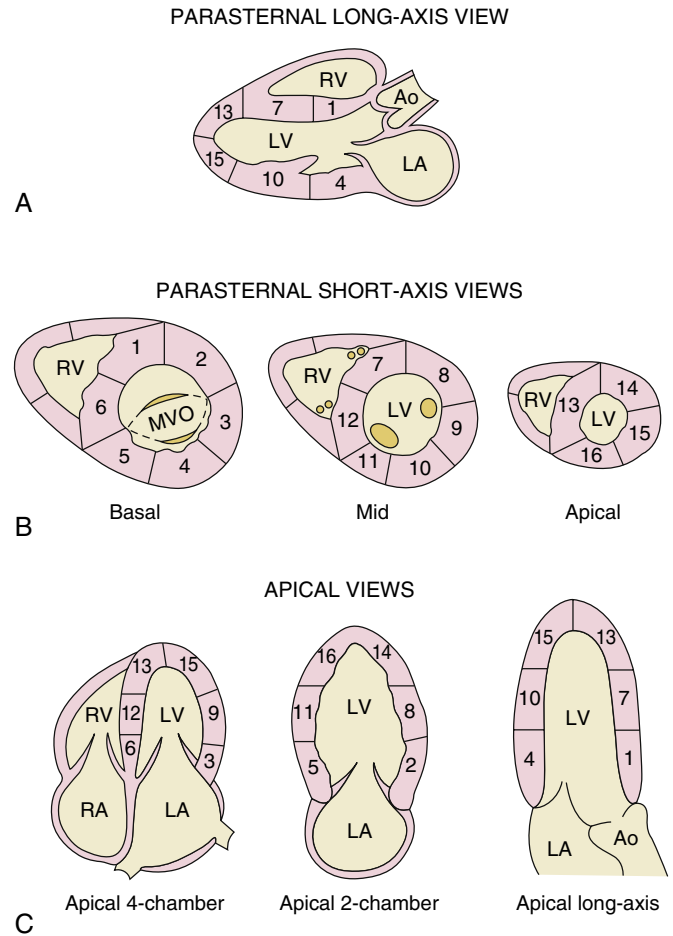 PARASTERNAL LONG-AXIS VIEW
RV
Ao
13 7 1
LV
15
LA
10 4
A
PARASTERNAL SHORT-AXIS VIEWS
1 2
RV
6 MVO 3
5 4
7 8
RV
12 LV 9
11 10
RV 13 14
LV
15
16
Basal Mid Apical
B
APICAL VIEWS
13 15
RV 12 LV 9
6 3
RA LA
16 14
LV
11 8
5 2
LA
15 13
10 7
LV
4 1
LA Ao
Apical 4-chamber Apical 2-chamber Apical long-axis
C